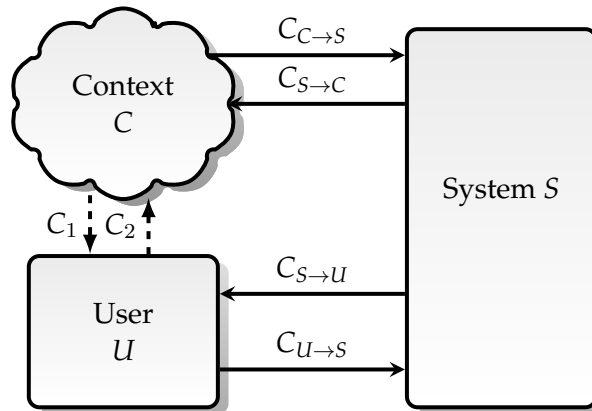 Context
C
C_{C→S}
C_{S→C}
System S
C_1
C_2
User
U
C_{S→U}
C_{U→S}